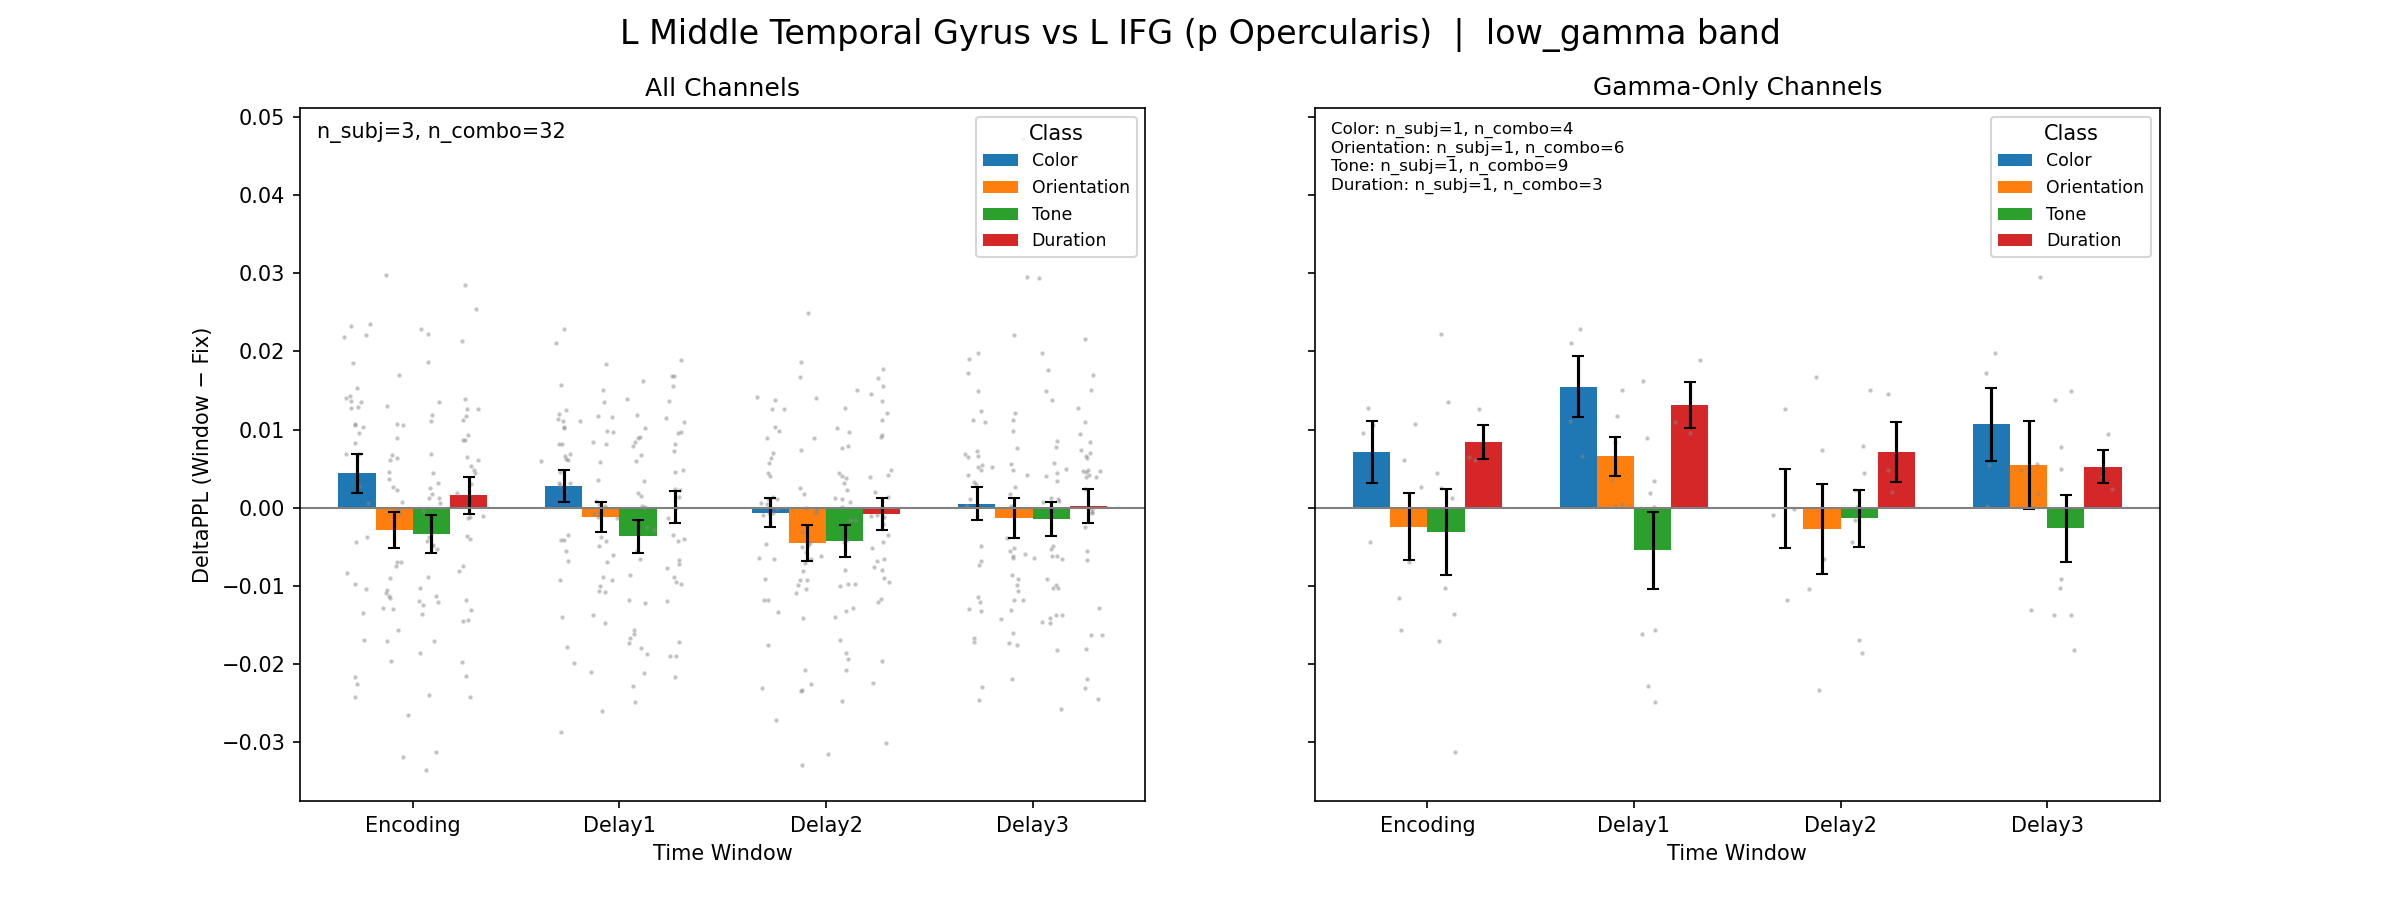 L Middle Temporal Gyrus vs L IFG (p Opercularis)  |  low_gamma band
All Channels
n_subj=3, n_combo=32
Class
Color
Orientation
Tone
Duration
0.05
0.04
0.03
0.02
0.01
0.00
−0.01
−0.02
−0.03
DeltaPPL (Window − Fix)
Encoding
Delay1
Delay2
Delay3
Time Window
Gamma-Only Channels
Color: n_subj=1, n_combo=4
Orientation: n_subj=1, n_combo=6
Tone: n_subj=1, n_combo=9
Duration: n_subj=1, n_combo=3
Class
Color
Orientation
Tone
Duration
Encoding
Delay1
Delay2
Delay3
Time Window